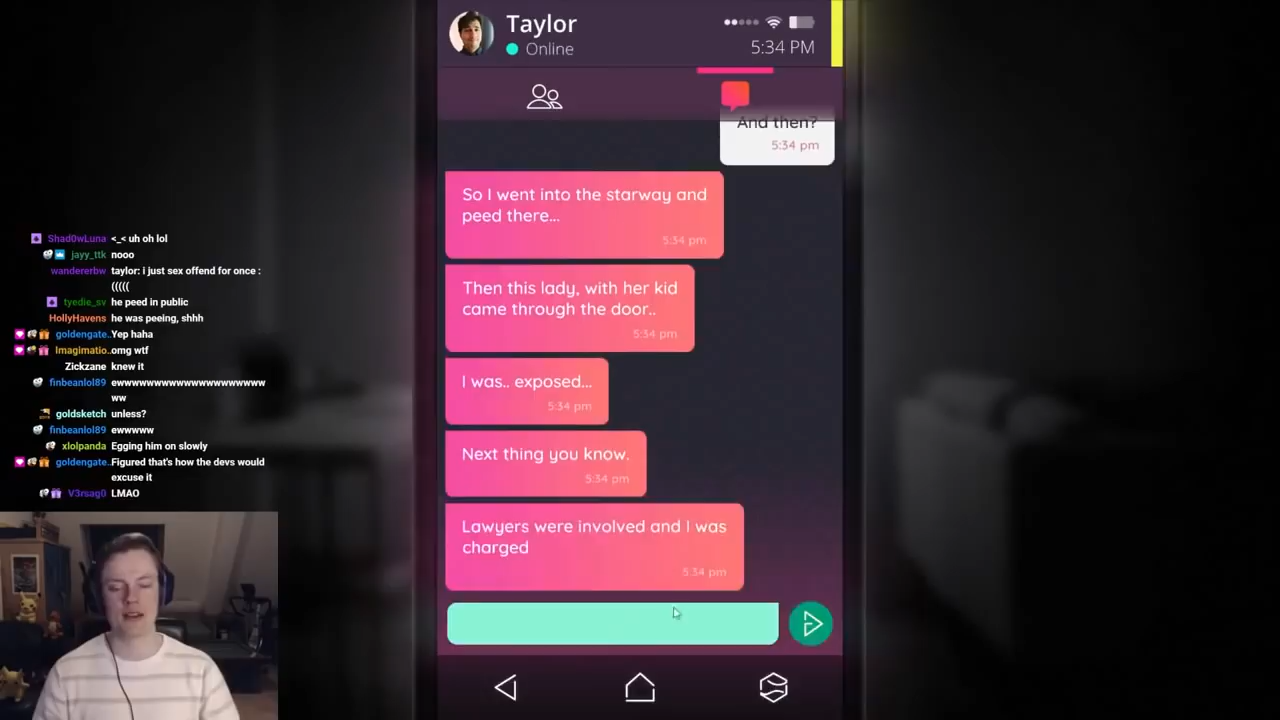 Taylor
Online
5:34 PM
And then?
5:34 pm
So I went into the starway and
peed there...
5:34 pm
Then this lady, with her kid
came through the door..
5:34 pm
I was.. exposed...
5:34 pm
Next thing you know.
5:34 pm
Lawyers were involved and I was
charged
5:34 pm
Shad0wLuna <_< uh oh lol
jayy_ttk nooo
wandererbw taylor: i just sex offend for once :
(((((
tyedie_sv he peed in public
HollyHavens he was peeing, shhh
goldengate.. Yep haha
Imagimatio.. omg wtf
Zickzane knew it
finbeanlol89 ewwwwwwwwwwwwwwwwwwwww
ww
goldsketch unless?
finbeanlol89 ewwwww
xlolpanda Egging him on slowly
goldengate.. Figured that's how the devs would
excuse it
V3rsag0 LMAO